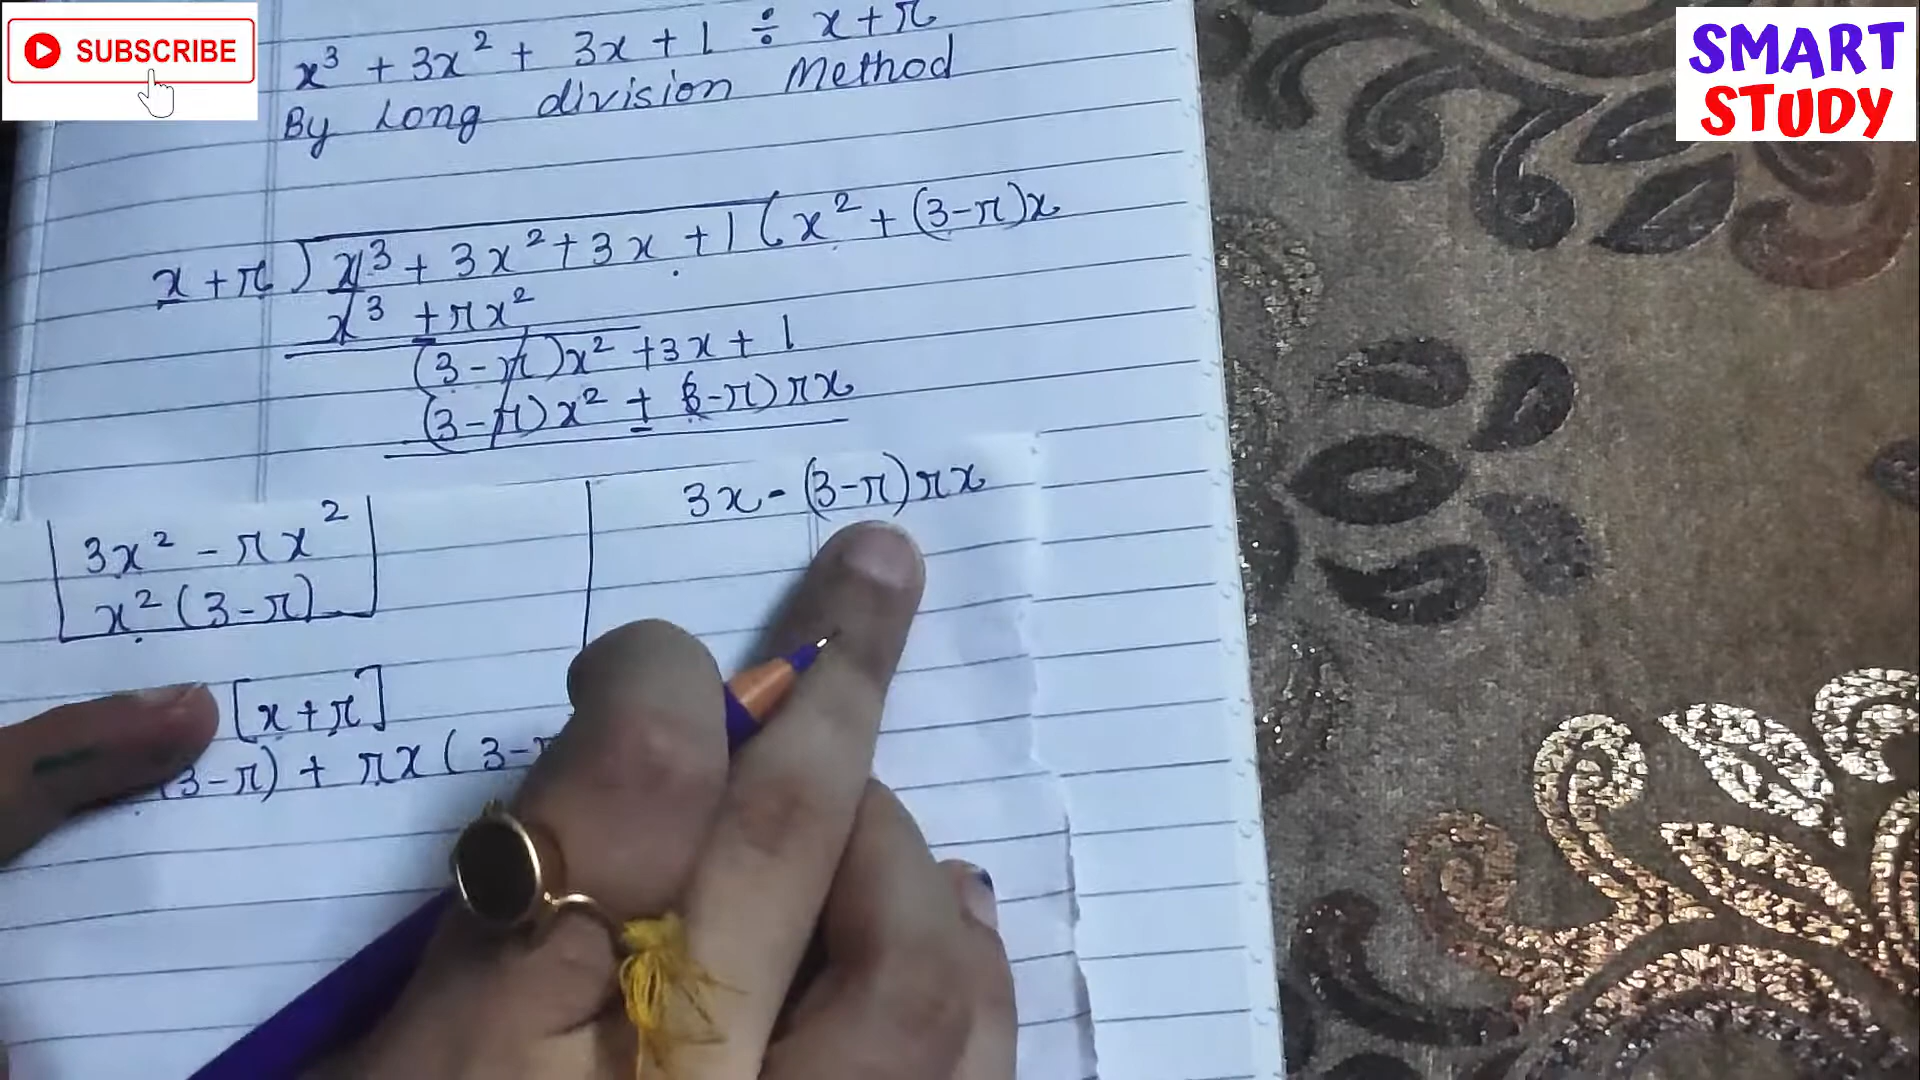 SUBSCRIBE
SMART
STUDY
x³ + 3x² + 3x + 1 ÷ x + π
By Long division Method
x + π ) x³ + 3x² + 3x + 1 ( x² + (3-π)x
x³ + πx²
(3-π)x² + 3x + 1
(3-π)x² + (3-π)πx
3x - (3-π)πx
3x² - πx²
x²(3-π)
[x + π]
(3-π) + πx(3-